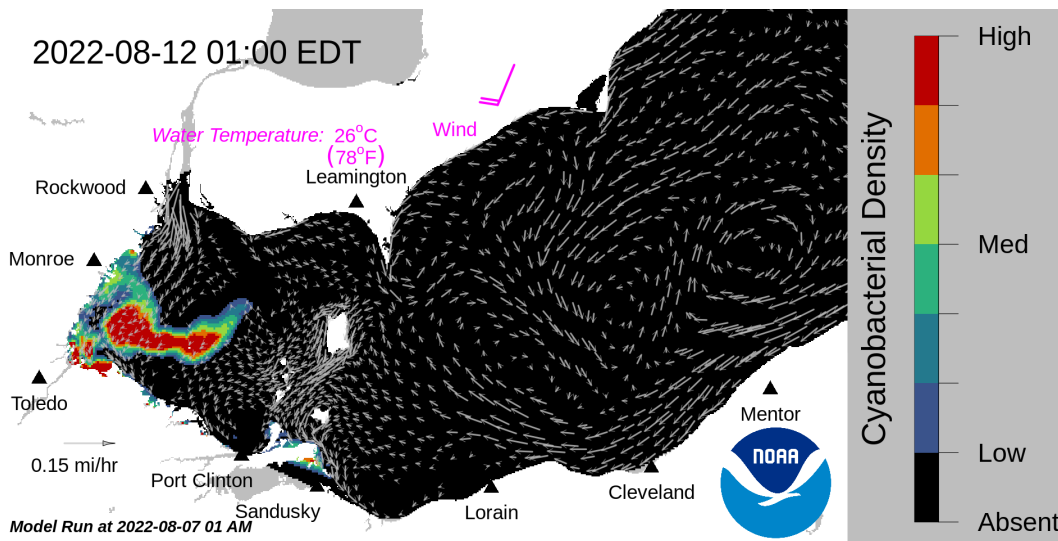 2022-08-12 01:00 EDT
Water Temperature: 26°C
(78°F)
Wind
Leamington
Rockwood
Monroe
Toledo
0.15 mi/hr
Port Clinton
Sandusky
Lorain
Cleveland
Mentor
NOAA
Model Run at 2022-08-07 01 AM
Cyanobacterial Density
High
Med
Low
Absent